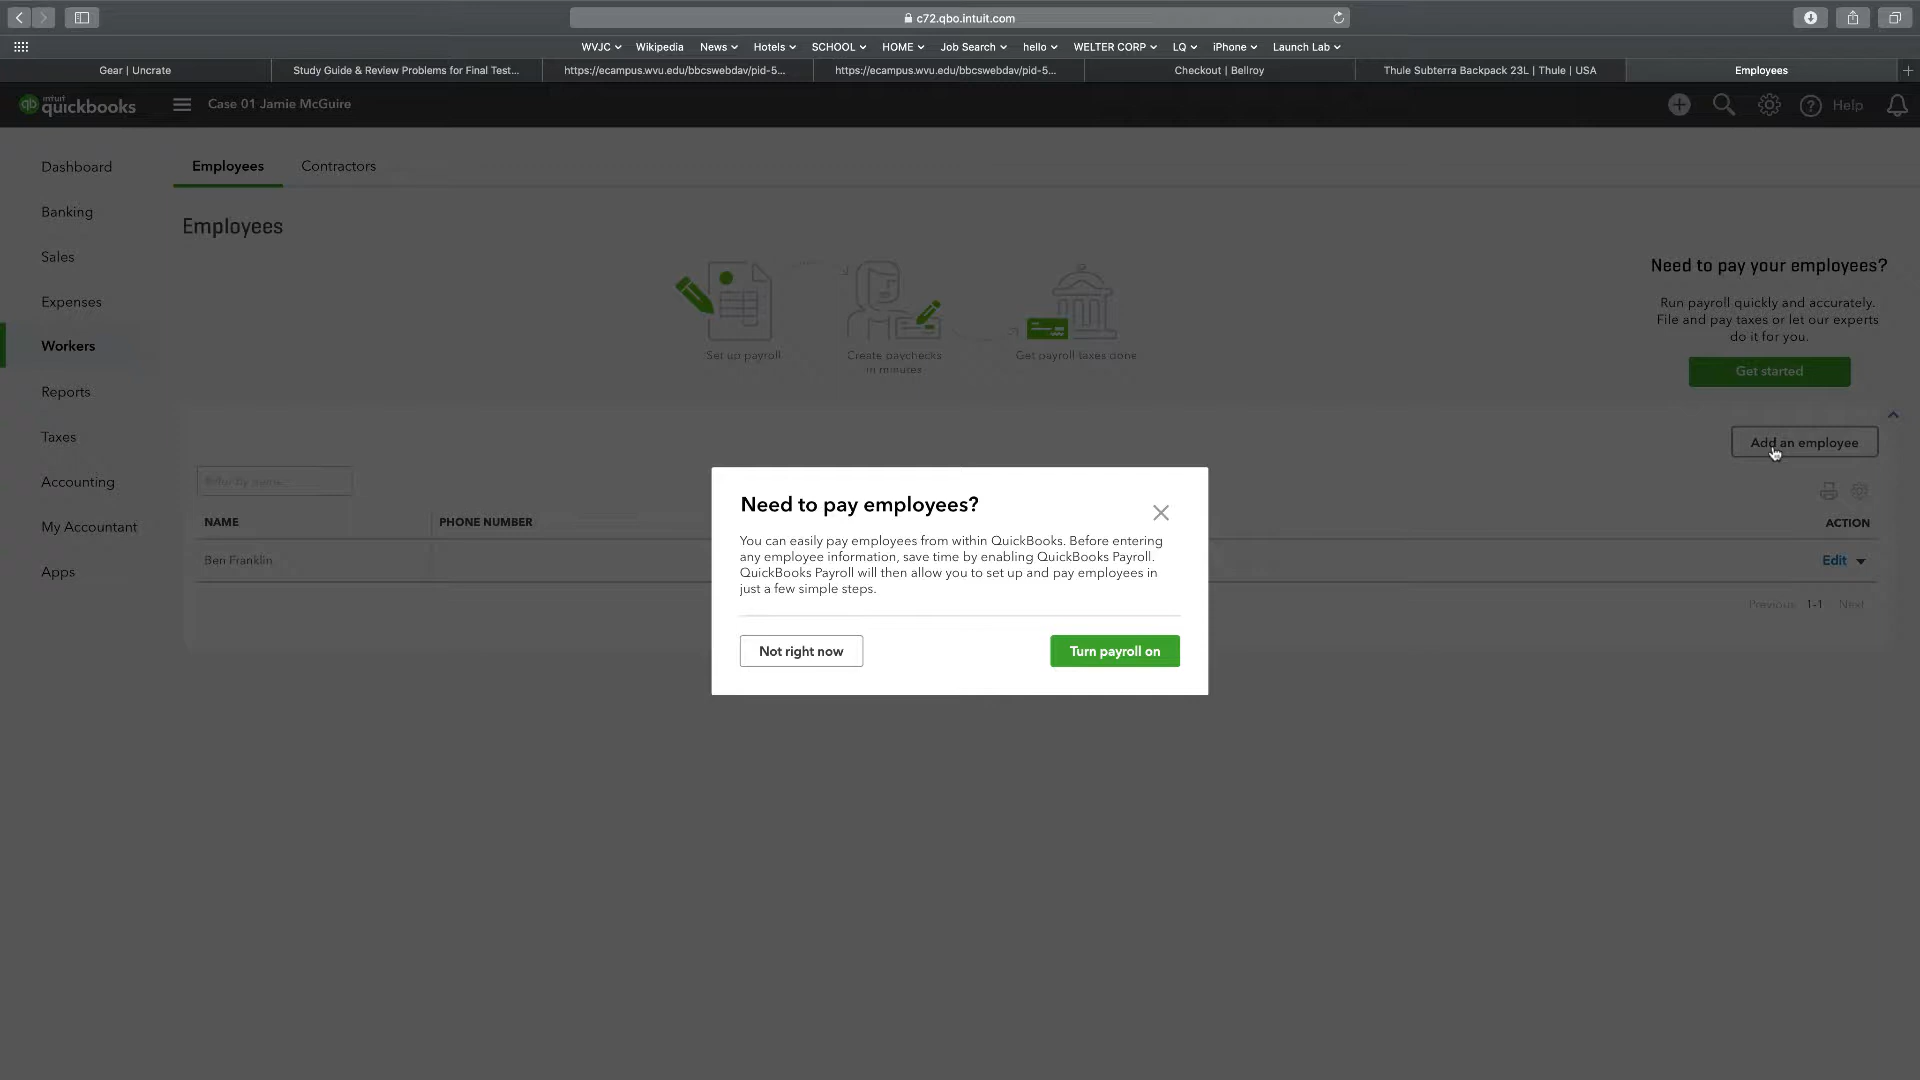 c72.qbo.intuit.com
WVJC
Wikipedia
News
Hotels
SCHOOL
HOME
Job Search
hello
WELTER CORP
LQ
iPhone
Launch Lab
Gear | Uncrate
Study Guide & Review Problems for Final Test...
https://ecampus.wvu.edu/bbcswebdav/pid-5...
https://ecampus.wvu.edu/bbcswebdav/pid-5...
Checkout | Bellroy
Thule Subterra Backpack 23L | Thule | USA
Employees
qb intuit quickbooks
Case 01 Jamie McGuire
Help
Dashboard
Banking
Sales
Expenses
Workers
Reports
Taxes
Accounting
My Accountant
Apps
Employees
Contractors
Employees
Set up payroll
Create paychecks
in minutes
Get payroll taxes done
Need to pay your employees?
Run payroll quickly and accurately.
File and pay taxes or let our experts
do it for you.
Get started
Add an employee
Filter by name
NAME
PHONE NUMBER
ACTION
Ben Franklin
Edit
Previous 1-1 Next
Need to pay employees?
You can easily pay employees from within QuickBooks. Before entering
any employee information, save time by enabling QuickBooks Payroll.
QuickBooks Payroll will then allow you to set up and pay employees in
just a few simple steps.
Not right now
Turn payroll on